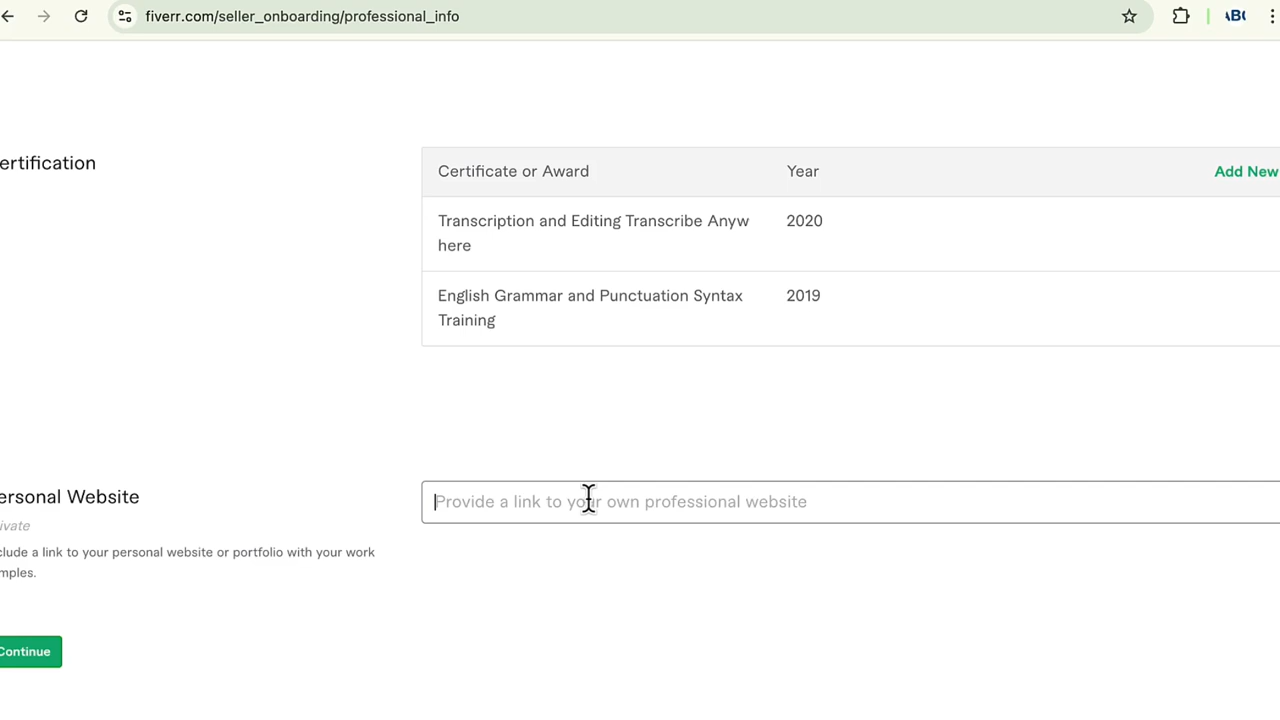 fiverr.com/seller_onboarding/professional_info
ertification
Certificate or Award Year Add New
Transcription and Editing Transcribe Anyw 2020
here
English Grammar and Punctuation Syntax 2019
Training
ersonal Website
Provide a link to your own professional website
ivate
clude a link to your personal website or portfolio with your work
mples.
Continue